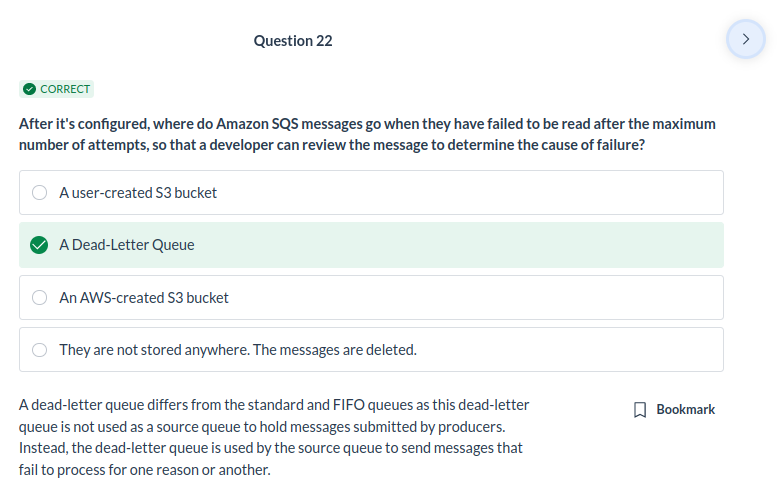 Question 22
CORRECT
After it's configured, where do Amazon SQS messages go when they have failed to be read after the maximum
number of attempts, so that a developer can review the message to determine the cause of failure?
A user-created S3 bucket
A Dead-Letter Queue
An AWS-created S3 bucket
They are not stored anywhere. The messages are deleted.
A dead-letter queue differs from the standard and FIFO queues as this dead-letter
queue is not used as a source queue to hold messages submitted by producers.
Instead, the dead-letter queue is used by the source queue to send messages that
fail to process for one reason or another.
Bookmark